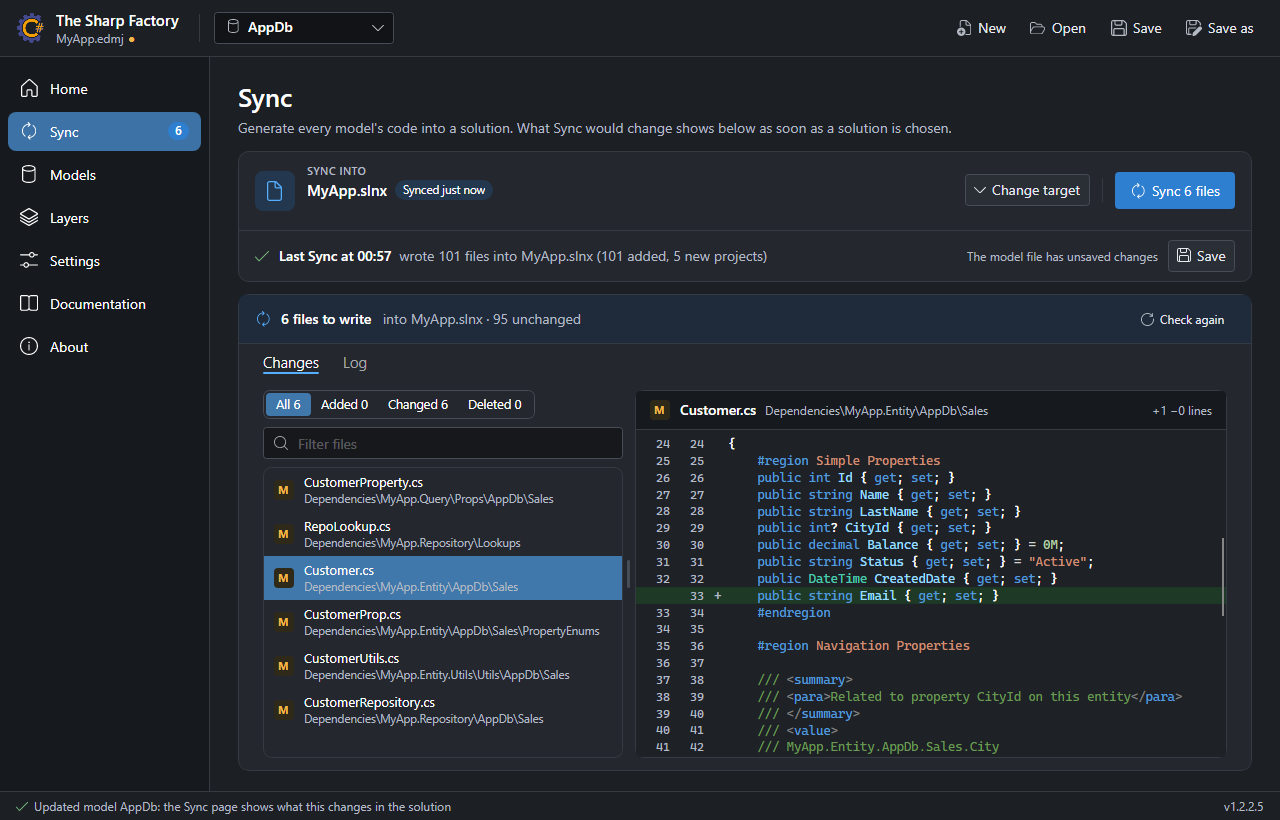 The Sharp Factory
MyApp.edmj
AppDb
New
Open
Save
Save as
Home
Sync 6
Models
Layers
Settings
Documentation
About
Sync
Generate every model's code into a solution. What Sync would change shows below as soon as a solution is chosen.
SYNC INTO
MyApp.slnx Synced just now
Change target
Sync 6 files
Last Sync at 00:57 wrote 101 files into MyApp.slnx (101 added, 5 new projects)
The model file has unsaved changes
Save
6 files to write into MyApp.slnx · 95 unchanged
Check again
Changes Log
All 6 Added 0 Changed 6 Deleted 0
Filter files
M CustomerProperty.cs
Dependencies\MyApp.Query\Props\AppDb\Sales
M RepoLookup.cs
Dependencies\MyApp.Repository\Lookups
M Customer.cs
Dependencies\MyApp.Entity\AppDb\Sales
M CustomerProp.cs
Dependencies\MyApp.Entity\AppDb\Sales\PropertyEnums
M CustomerUtils.cs
Dependencies\MyApp.Entity.Utils\Utils\AppDb\Sales
M CustomerRepository.cs
Dependencies\MyApp.Repository\AppDb\Sales
M Customer.cs Dependencies\MyApp.Entity\AppDb\Sales +1 −0 lines
24 24 {
25 25 #region Simple Properties
26 26 public int Id { get; set; }
27 27 public string Name { get; set; }
28 28 public string LastName { get; set; }
29 29 public int? CityId { get; set; }
30 30 public decimal Balance { get; set; } = 0M;
31 31 public string Status { get; set; } = "Active";
32 32 public DateTime CreatedDate { get; set; }
33 + public string Email { get; set; }
33 34 #endregion
34 35
35 36 #region Navigation Properties
36 37
37 38 /// <summary>
38 39 /// <para>Related to property CityId on this entity</para>
39 40 /// </summary>
40 41 /// <value>
41 42 /// MyApp.Entity.AppDb.Sales.City
Updated model AppDb: the Sync page shows what this changes in the solution
v1.2.2.5